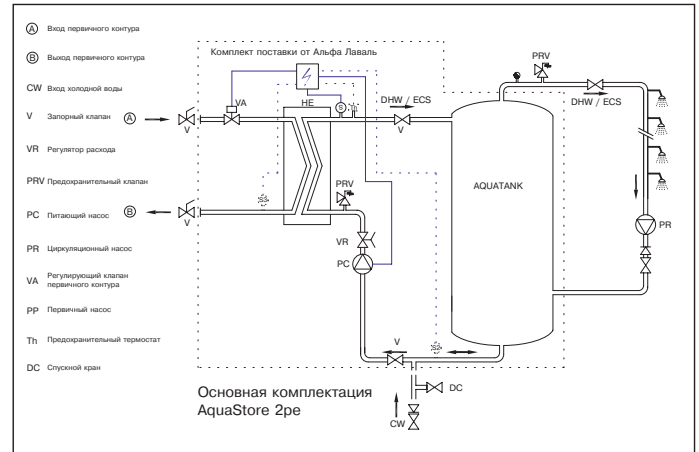 A Вход первичного контура
B Выход первичного контура
CW Вход холодной воды
V Запорный клапан
VR Регулятор расхода
PRV Предохранительный клапан
PC Питающий насос
PR Циркуляционный насос
VA Регулирующий клапан
первичного контура
PP Первичный насос
Th Предохранительный термостат
DC Спускной кран
Комплект поставки от Альфа Лаваль
PRV
DHW / ECS
DHW / ECS
VA
HE
S
Th
A
V
V
AQUATANK
S3
PRV
B
V
VR
PC
PR
V
S2
DC
CW
Основная комплектация
AquaStore 2pe